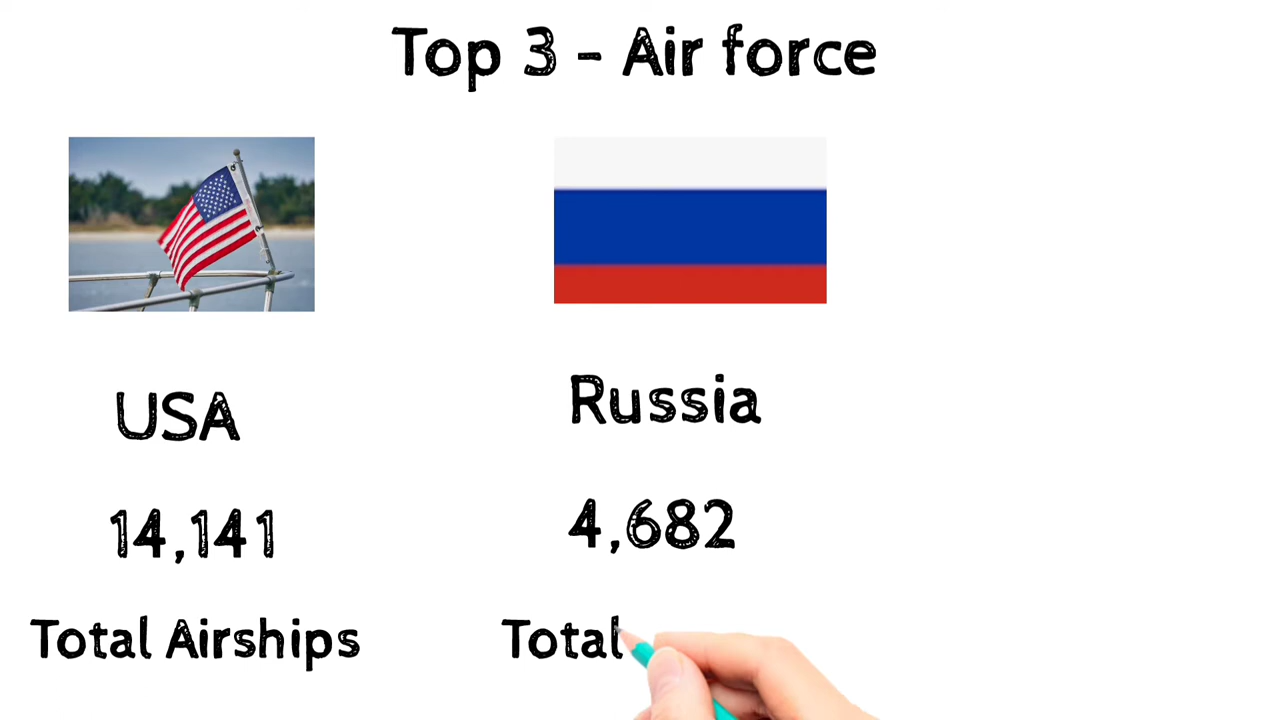 Top 3 - Air force
USA
Russia
14,141
4,682
Total Airships
Total